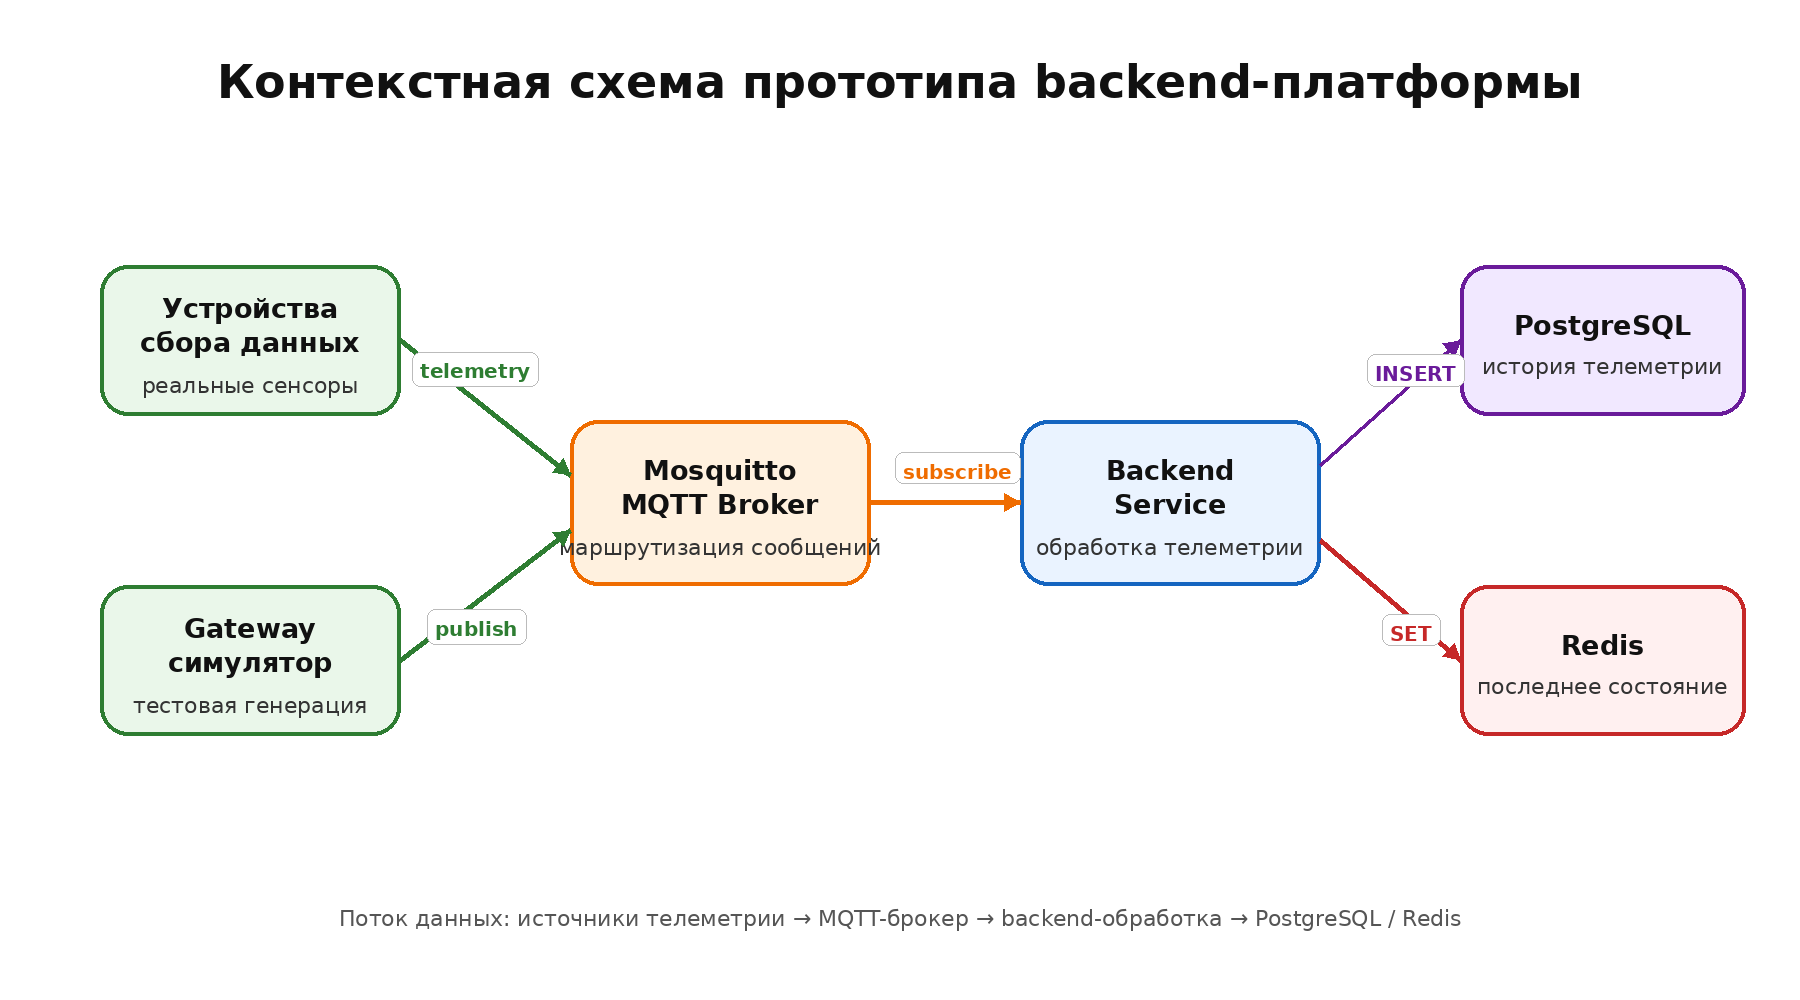 Контекстная схема прототипа backend-платформы
Устройства
сбора данных
реальные сенсоры
telemetry
Gateway
симулятор
тестовая генерация
publish
Mosquitto
MQTT Broker
маршрутизация сообщений
subscribe
Backend
Service
обработка телеметрии
INSERT
PostgreSQL
история телеметрии
SET
Redis
последнее состояние
Поток данных: источники телеметрии → MQTT-брокер → backend-обработка → PostgreSQL / Redis